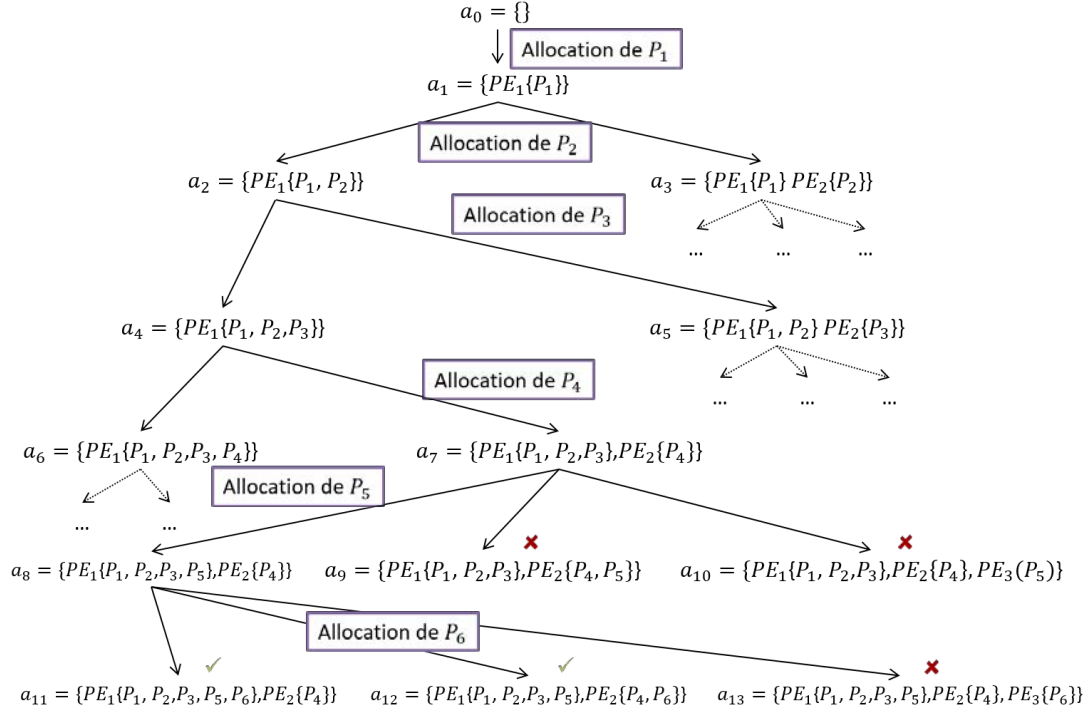 a₀ = {}
Allocation de P₁
a₁ = {PE₁{P₁}}
Allocation de P₂
a₂ = {PE₁{P₁, P₂}}
a₃ = {PE₁{P₁} PE₂{P₂}}
Allocation de P₃
... ... ...
a₄ = {PE₁{P₁, P₂,P₃}}
a₅ = {PE₁{P₁, P₂} PE₂{P₃}}
Allocation de P₄
... ... ...
a₆ = {PE₁{P₁, P₂,P₃, P₄}}
a₇ = {PE₁{P₁, P₂,P₃},PE₂{P₄}}
Allocation de P₅
... ...
a₈ = {PE₁{P₁, P₂,P₃,P₅},PE₂{P₄}}
a₉ = {PE₁{P₁, P₂,P₃},PE₂{P₄,P₅}}
a₁₀ = {PE₁{P₁, P₂,P₃},PE₂{P₄}, PE₃(P₅)}
Allocation de P₆
a₁₁ = {PE₁{P₁, P₂,P₃,P₅,P₆},PE₂{P₄}}
a₁₂ = {PE₁{P₁, P₂,P₃,P₅},PE₂{P₄,P₆}}
a₁₃ = {PE₁{P₁, P₂,P₃,P₅},PE₂{P₄}, PE₃{P₆}}